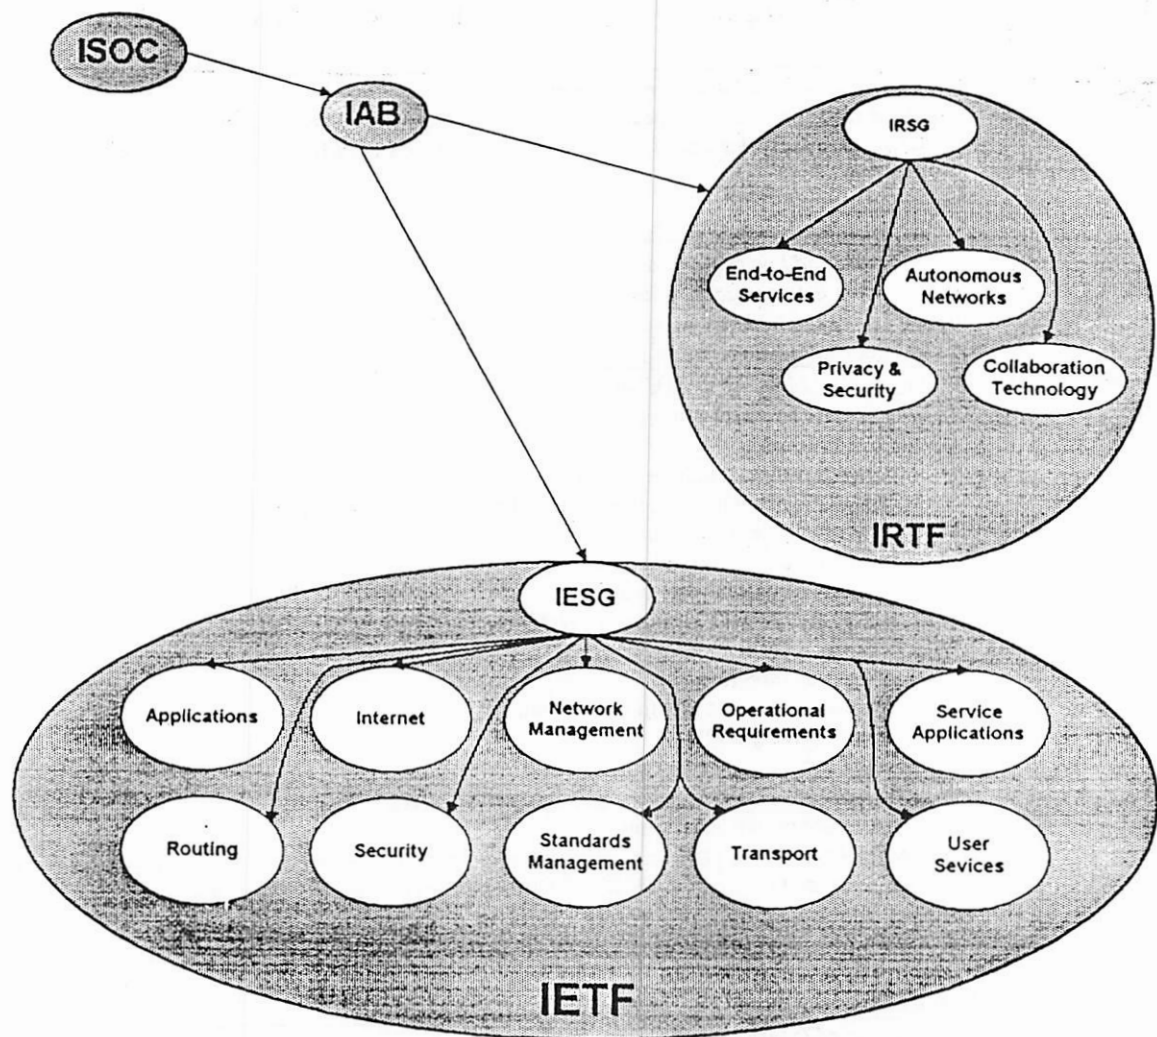 ISOC
IAB
IRSG
End-to-End
Services
Autonomous
Networks
Privacy &
Security
Collaboration
Technology
IRTF
IESG
Applications
Internet
Network
Management
Operational
Requirements
Service
Applications
Routing
Security
Standards
Management
Transport
User
Sevices
IETF